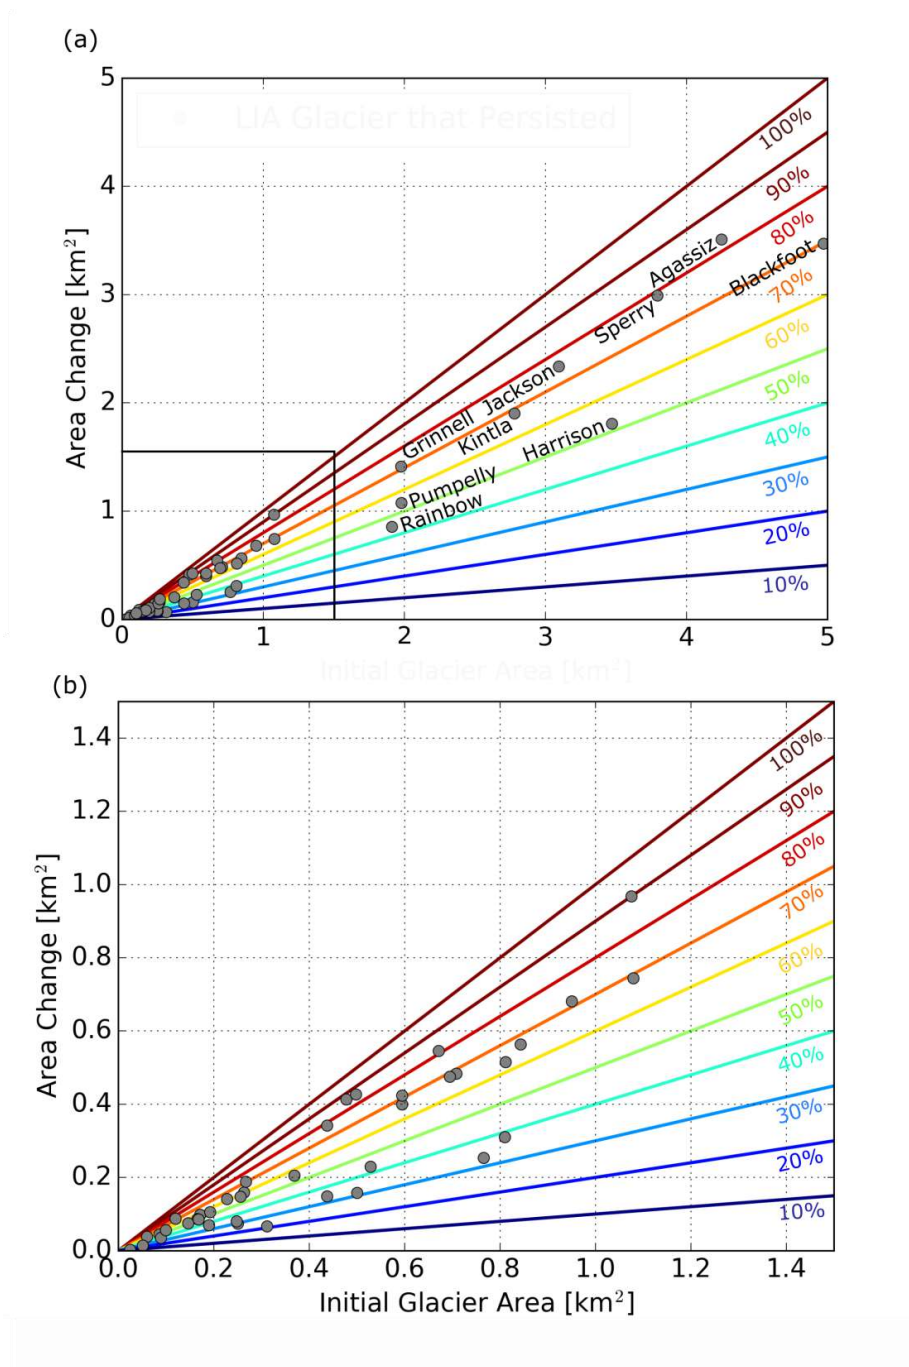 (a)
LIA Glacier that Persisted
Area Change [km²]
5
4
3
2
1
0
100%
90%
80%
70%
60%
50%
40%
30%
20%
10%
Agassiz
Blackfoot
Sperry
Jackson
Grinnell
Kintla
Harrison
Pumpelly
Rainbow
0 1 2 3 4 5
Initial Glacier Area [km²]
(b)
Area Change [km²]
1.4
1.2
1.0
0.8
0.6
0.4
0.2
0.0
100%
90%
80%
70%
60%
50%
40%
30%
20%
10%
0.0 0.2 0.4 0.6 0.8 1.0 1.2 1.4
Initial Glacier Area [km²]